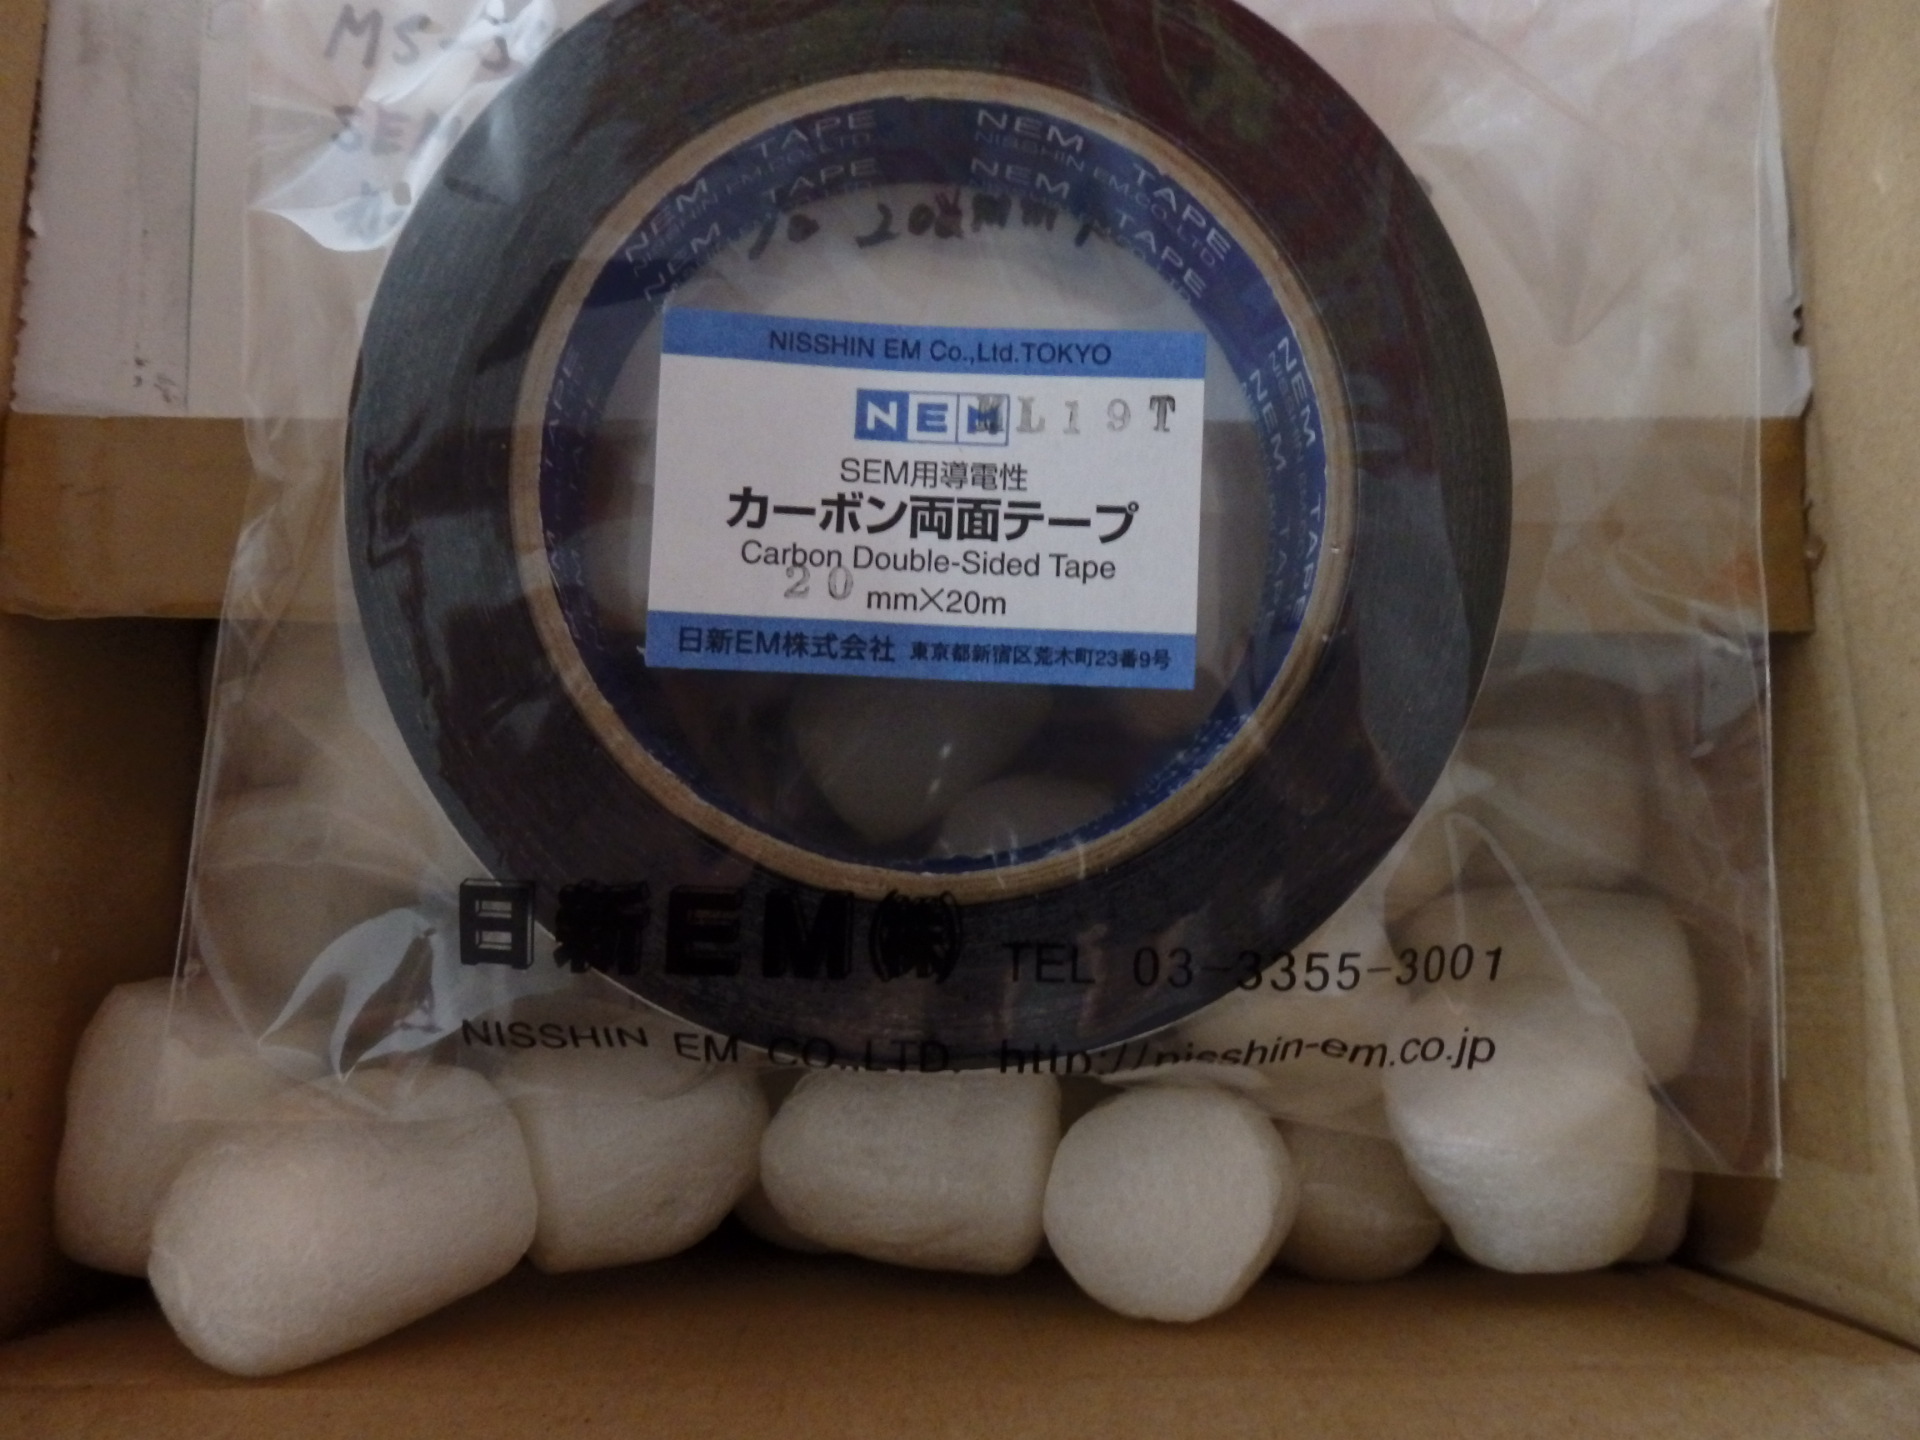 NEM TAPE
NISSHIN EM CO.,LTD.
NEM TAPE
NISSHIN EM Co.,Ltd.TOKYO
NEM L19T
SEM用導電性
カーボン両面テープ
Carbon Double-Sided Tape
20 mm×20m
日新EM株式会社 東京都新宿区荒木町23番9号
日新EM㈱ TEL 03-3355-3001
NISSHIN EM CO.,LTD. http://nisshin-em.co.jp